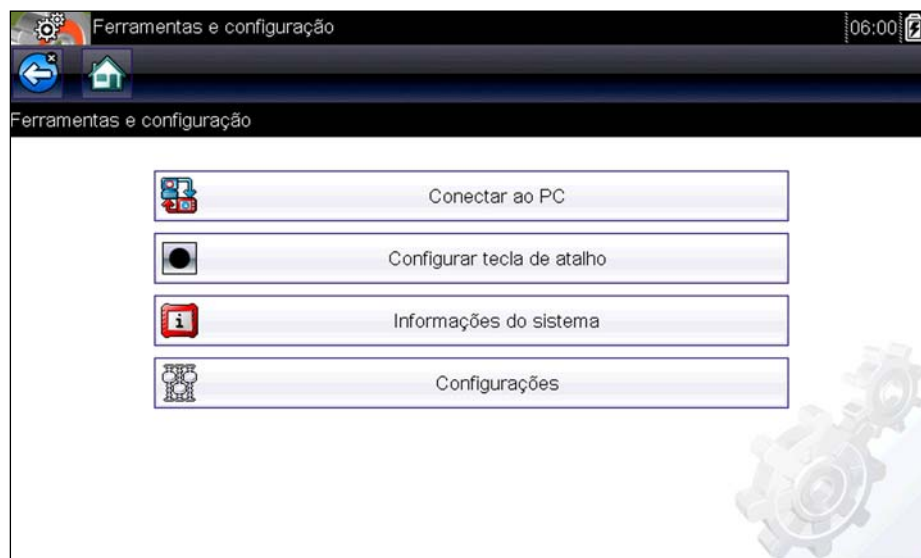 Ferramentas e configuração
06:00
Ferramentas e configuração
Conectar ao PC
Configurar tecla de atalho
i
Informações do sistema
Configurações